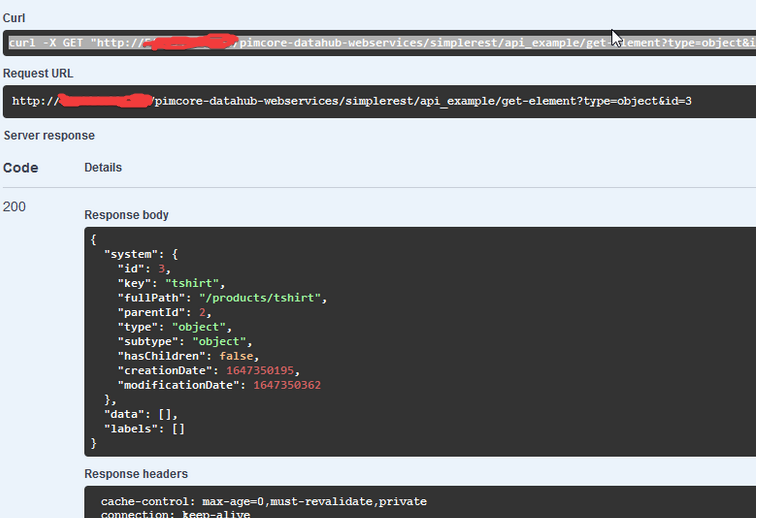 Curl
curl -X GET "http:// /pimcore-datahub-webservices/simplerest/api_example/get-element?type=object&i
Request URL
http:// /pimcore-datahub-webservices/simplerest/api_example/get-element?type=object&id=3
Server response
Code
Details
200
Response body
{
"system": {
"id": 3,
"key": "tshirt",
"fullPath": "/products/tshirt",
"parentId": 2,
"type": "object",
"subtype": "object",
"hasChildren": false,
"creationDate": 1647350195,
"modificationDate": 1647350362
},
"data": [],
"labels": []
}
Response headers
cache-control: max-age=0,must-revalidate,private
connection: keep-alive